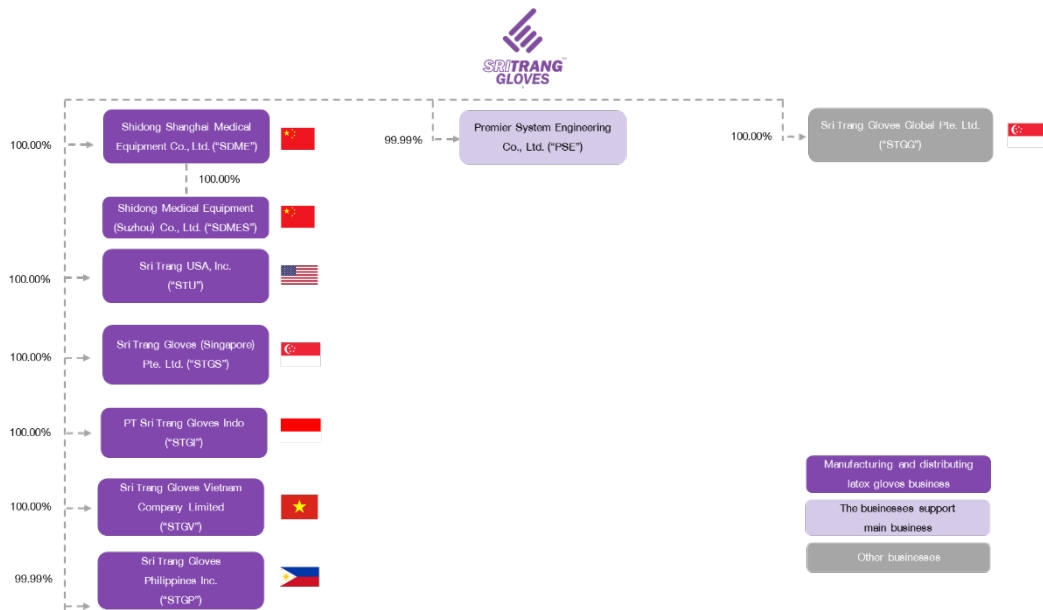 SRITRANG
GLOVES
100.00%
Shidong Shanghai Medical
Equipment Co., Ltd. (“SDME”)
100.00%
Shidong Medical Equipment
(Suzhou) Co., Ltd. (“SDMES”)
100.00%
Sri Trang USA, Inc.
(“STU”)
100.00%
Sri Trang Gloves (Singapore)
Pte. Ltd. (“STGS”)
100.00%
PT Sri Trang Gloves Indo
(“STGI”)
100.00%
Sri Trang Gloves Vietnam
Company Limited
(“STGV”)
99.99%
Sri Trang Gloves
Philippines Inc.
(“STGP”)
99.99%
Premier System Engineering
Co., Ltd. (“PSE”)
100.00%
Sri Trang Gloves Global Pte. Ltd.
(“STGG”)
Manufacturing and distributing
latex gloves business
The businesses support
main business
Other businesses